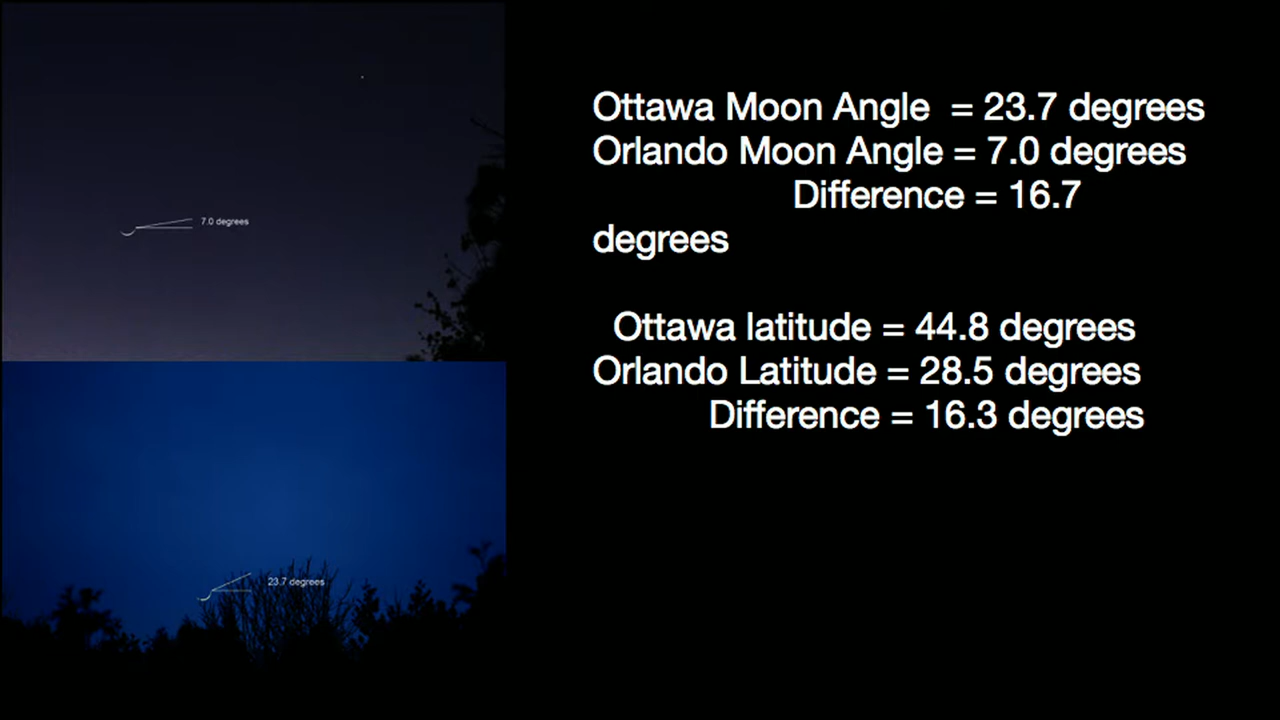 Ottawa Moon Angle  = 23.7 degrees
Orlando Moon Angle = 7.0 degrees
Difference = 16.7
degrees
Ottawa latitude = 44.8 degrees
Orlando Latitude = 28.5 degrees
Difference = 16.3 degrees
7.0 degrees
23.7 degrees